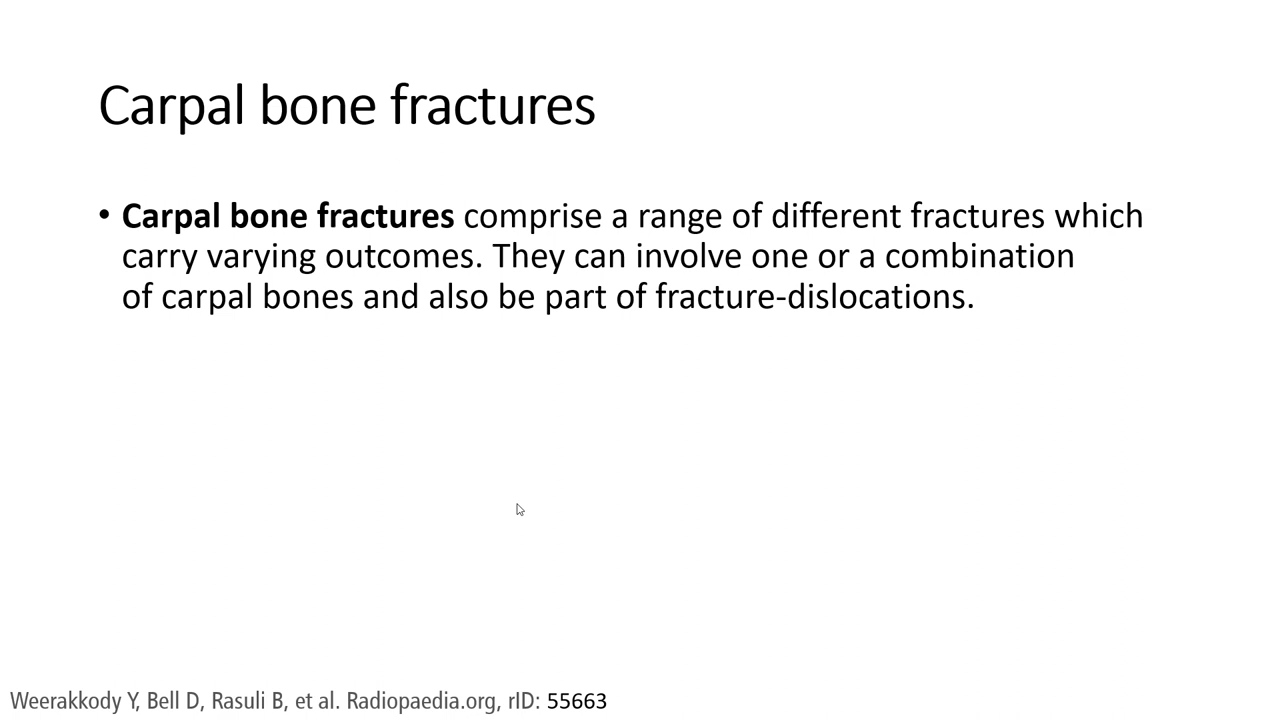 Carpal bone fractures
• Carpal bone fractures comprise a range of different fractures which
carry varying outcomes. They can involve one or a combination
of carpal bones and also be part of fracture-dislocations.
Weerakkody Y, Bell D, Rasuli B, et al. Radiopaedia.org, rID: 55663